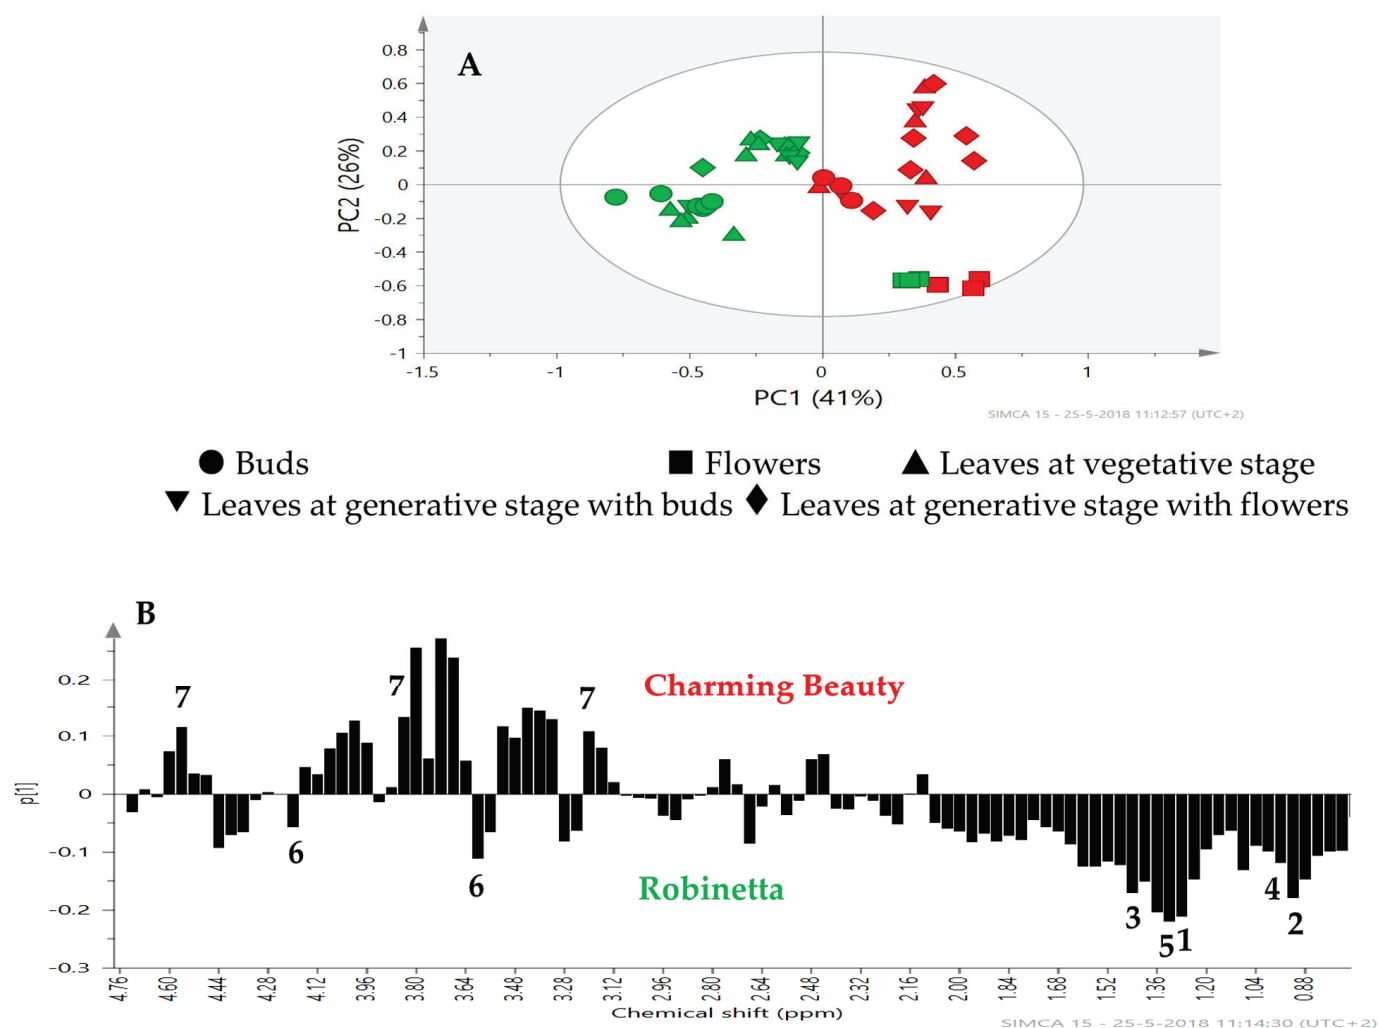 A
0.8
0.6
0.4
0.2
0
-0.2
-0.4
-0.6
-0.8
-1
PC2 (26%)
-1.5 -1 -0.5 0 0.5 1
PC1 (41%)
SIMCA 15 - 25-5-2018 11:12:57 (UTC+2)
Buds Flowers Leaves at vegetative stage
Leaves at generative stage with buds Leaves at generative stage with flowers
B
0.2
0.1
0
-0.1
-0.2
-0.3
p[1]
7 7 7
Charming Beauty
6 6
Robinetta
3 5 1 4 2
4.76 4.60 4.44 4.28 4.12 3.96 3.80 3.64 3.48 3.28 3.12 2.96 2.80 2.64 2.48 2.32 2.16 2.00 1.84 1.68 1.52 1.36 1.20 1.04 0.88
Chemical shift (ppm)
SIMCA 15 - 25-5-2018 11:14:30 (UTC+2)